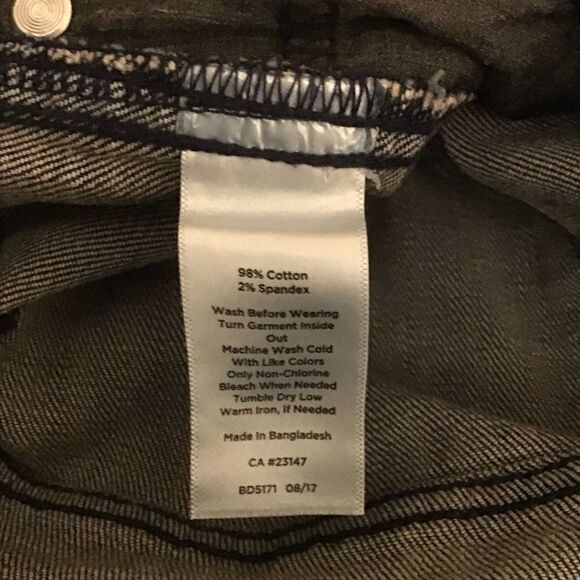 98% Cotton
2% Spandex
Wash Before Wearing
Turn Garment Inside
Out
Machine Wash Cold
With Like Colors
Only Non-Chlorine
Bleach When Needed
Tumble Dry Low
Warm Iron, If Needed
Made In Bangladesh
CA #23147
BD5171 08/17